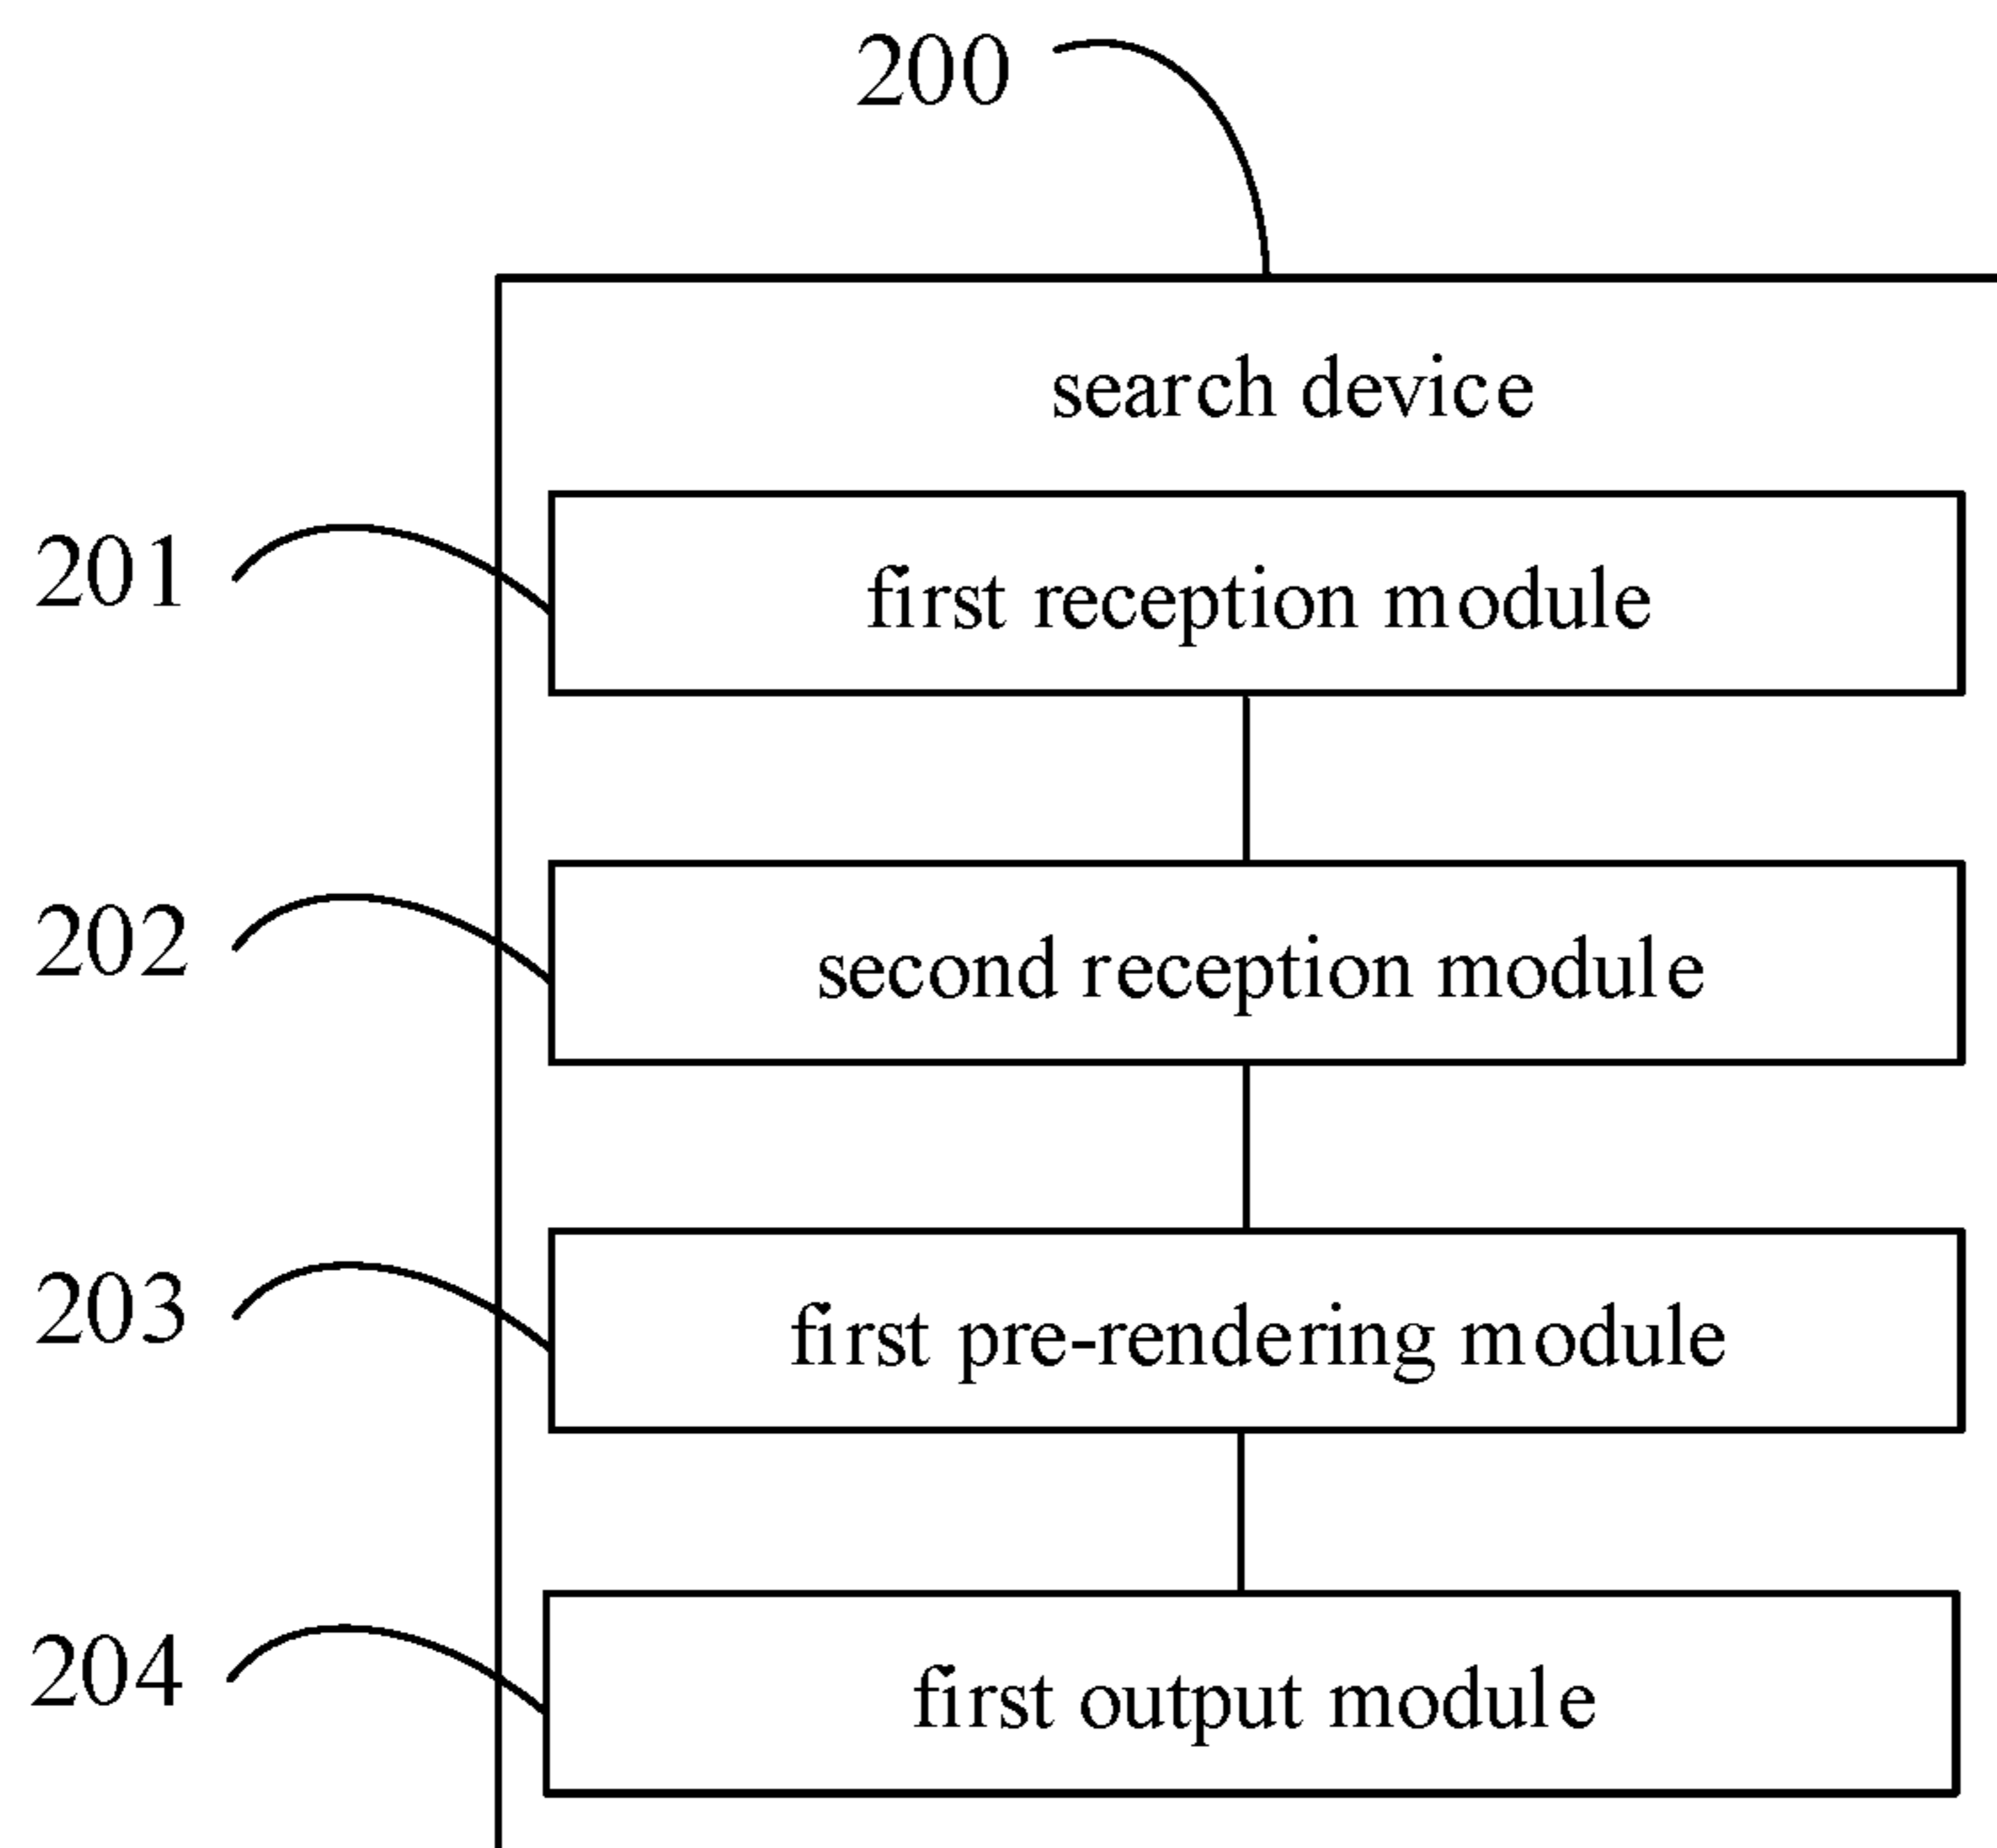 200
search device
201
first reception module
202
second reception module
203
first pre-rendering module
204
first output module